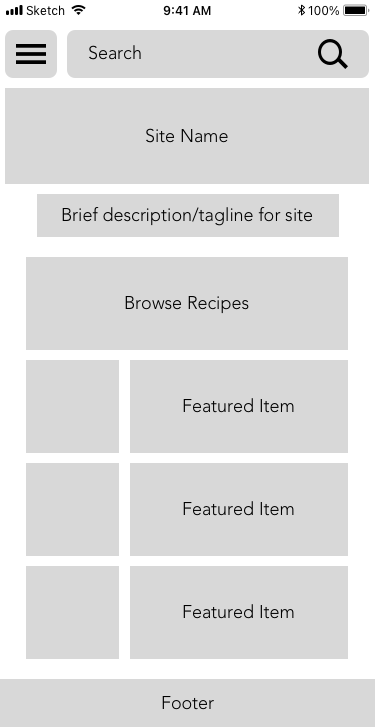 Sketch 9:41 AM 100%
Search
Site Name
Brief description/tagline for site
Browse Recipes
Featured Item
Featured Item
Featured Item
Footer